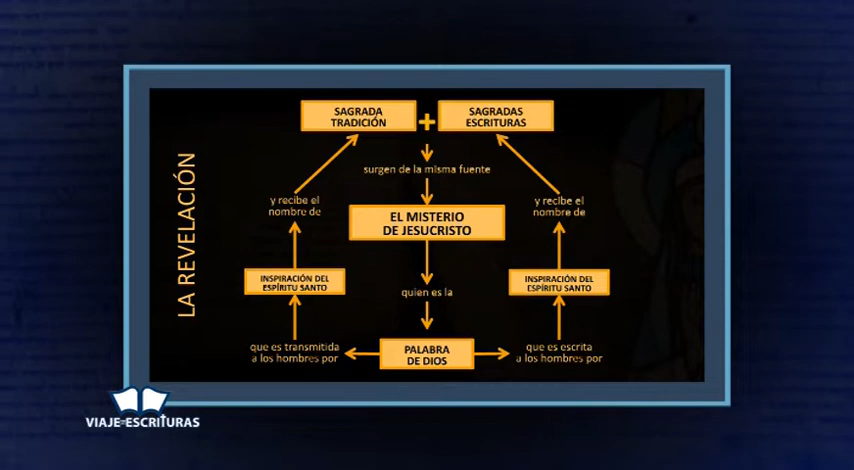 LA REVELACIÓN
SAGRADA
TRADICIÓN
+
SAGRADAS
ESCRITURAS
surgen de la misma fuente
y recibe el
nombre de
EL MISTERIO
DE JESUCRISTO
y recibe el
nombre de
INSPIRACIÓN DEL
ESPÍRITU SANTO
quien es la
INSPIRACIÓN DEL
ESPÍRITU SANTO
que es transmitida
a los hombres por
PALABRA
DE DIOS
que es escrita
a los hombres por
VIAJE ESCRITURAS